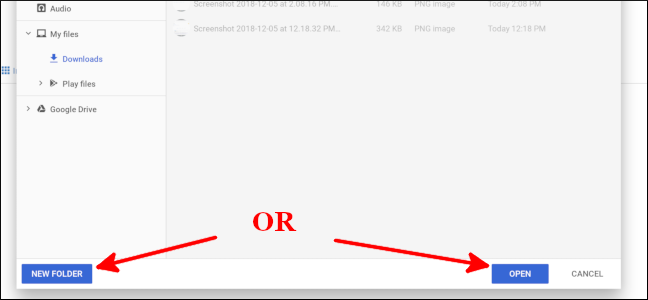 Audio
Screenshot 2018-12-05 at 2.08.16 PM... 146 KB PNG image Today 2:08 PM
My files
Screenshot 2018-12-05 at 12.18.32 PM... 342 KB PNG image Today 12:18 PM
Downloads
Play files
Google Drive
OR
NEW FOLDER OPEN CANCEL